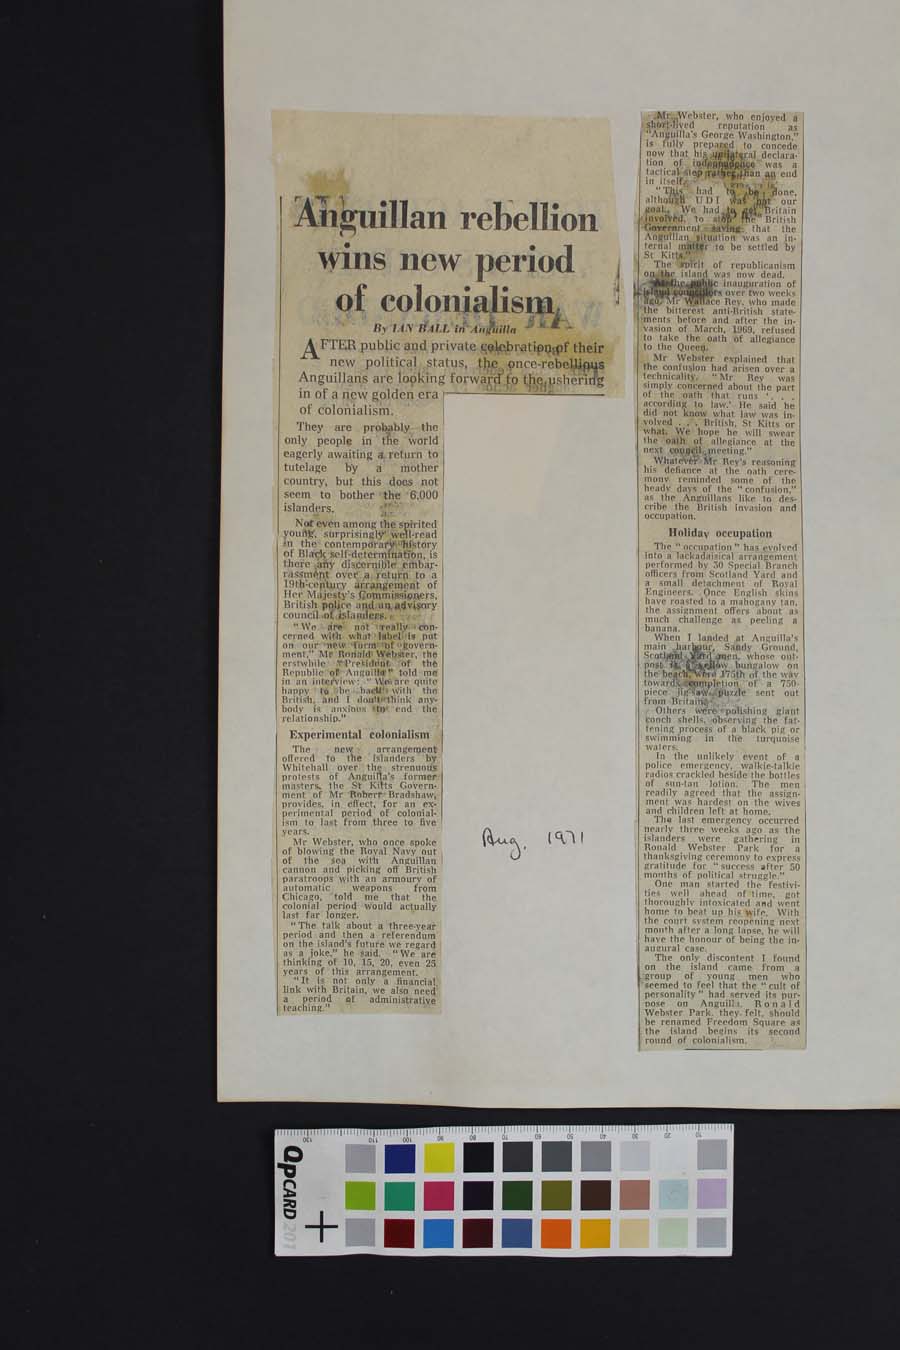 Anguillan rebellion
wins new period
of colonialism
By IAN BALL in Anguilla
AFTER public and private celebration of their
new political status, the once-rebellious
Anguillans are looking forward to the ushering
in of a new golden era
of colonialism.
They are probably the
only people in the world
eagerly awaiting a return to
tutelage by a mother
country, but this does not
seem to bother the 6,000
islanders.
Not even among the spirited
young, surprisingly well-read
in the contemporary history
of Black self-determination, is
there any discernible embar-
rassment over a return to a
19th-century arrangement of
Her Majesty's Commissioners,
British police and an advisory
council of islanders.
"We are not really con-
cerned with what label is put
on our new form of govern-
ment," Mr Ronald Webster, the
erstwhile "President of the
Republic of Anguilla" told me
in an interview: "We are quite
happy to be back with the
British, and I don't think any-
body is anxious to end the
relationship."
Experimental colonialism
The new arrangement
offered to the islanders by
Whitehall over the strenuous
protests of Anguilla's former
masters, the St Kitts Govern-
ment of Mr Robert Bradshaw,
provides, in effect, for an ex-
perimental period of colonial-
ism to last from three to five
years.
Mr Webster, who once spoke
of blowing the Royal Navy out
of the sea with Anguillan
cannon and picking off British
paratroops with an armoury of
automatic weapons from
Chicago, told me that the
colonial period would actually
last far longer.
"The talk about a three-year
period and then a referendum
on the island's future we regard
as a joke," he said. "We are
thinking of 10, 15, 20, even 25
years of this arrangement.
"It is not only a financial
link with Britain, we also need
a period of administrative
teaching."
Mr Webster, who enjoyed a
short-lived reputation as
"Anguilla's George Washington,"
is fully prepared to concede
now that his unilateral declara-
tion of independence was a
tactical step rather than an end
in itself.
"This had to be done,
although UDI was not our
goal. We had to get Britain
involved, to stop the British
Government saying that the
Anguillan situation was an in-
ternal matter to be settled by
St Kitts."
The spirit of republicanism
on the island was now dead.
At the public inauguration of
island councillors over two weeks
ago, Mr Wallace Rey, who made
the bitterest anti-British state-
ments before and after the in-
vasion of March, 1969, refused
to take the oath of allegiance
to the Queen.
Mr Webster explained that
the confusion had arisen over a
technicality. "Mr Rey was
simply concerned about the part
of the oath that runs '. . .
according to law.' He said he
did not know what law was in-
volved . . . British, St Kitts or
what. We hope he will swear
the oath of allegiance at the
next council meeting."
Whatever Mr Rey's reasoning
his defiance at the oath cere-
mony reminded some of the
heady days of the "confusion,"
as the Anguillans like to des-
cribe the British invasion and
occupation.
Holiday occupation
The "occupation" has evolved
into a lackadaisical arrangement
performed by 30 Special Branch
officers from Scotland Yard and
a small detachment of Royal
Engineers. Once English skins
have roasted to a mahogany tan,
the assignment offers about as
much challenge as peeling a
banana.
When I landed at Anguilla's
main harbour, Sandy Ground,
Scotland Yard men, whose out-
post is a yellow bungalow on
the beach, were 175th of the way
towards completion of a 750-
piece jig-saw puzzle sent out
from Britain.
Others were polishing giant
conch shells, observing the fat-
tening process of a black pig or
swimming in the turquoise
waters.
In the unlikely event of a
police emergency, walkie-talkie
radios crackled beside the bottles
of sun-tan lotion. The men
readily agreed that the assign-
ment was hardest on the wives
and children left at home.
The last emergency occurred
nearly three weeks ago as the
islanders were gathering in
Ronald Webster Park for a
thanksgiving ceremony to express
gratitude for "success after 50
months of political struggle."
One man started the festivi-
ties well ahead of time, got
thoroughly intoxicated and went
home to beat up his wife. With
the court system reopening next
month after a long lapse, he will
have the honour of being the in-
augural case.
The only discontent I found
on the island came from a
group of young men who
seemed to feel that the "cult of
personality" had served its pur-
pose on Anguilla. Ronald
Webster Park, they felt, should
be renamed Freedom Square as
the island begins its second
round of colonialism.
Aug. 1971
130 110 100 90 80 70 60 50 40 30 20 10
QPCARD 201